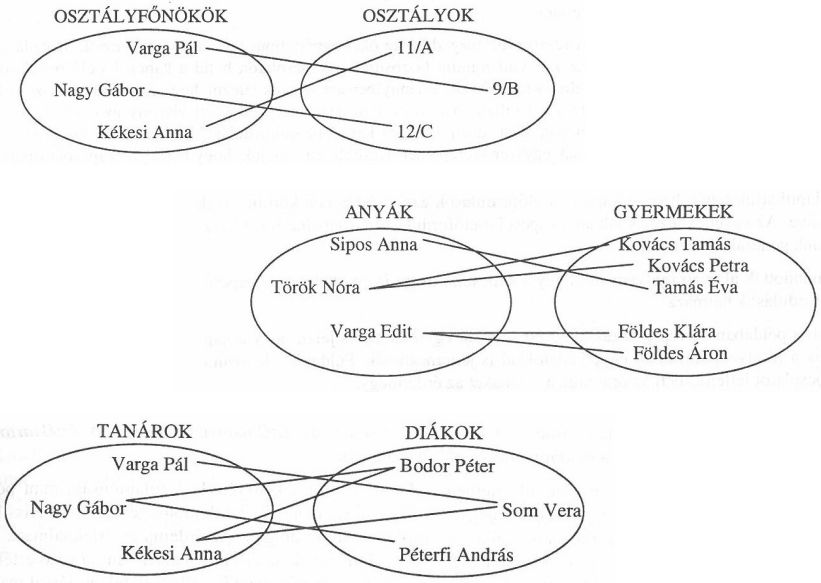 OSZTÁLYFŐNÖKÖK OSZTÁLYOK
Varga Pál 11/A
Nagy Gábor 9/B
Kékesi Anna 12/C
ANYÁK GYERMEKEK
Sipos Anna Kovács Tamás
Kovács Petra
Török Nóra Tamás Éva
Varga Edit Földes Klára
Földes Áron
TANÁROK DIÁKOK
Varga Pál Bodor Péter
Nagy Gábor Som Vera
Kékesi Anna Péterfi András